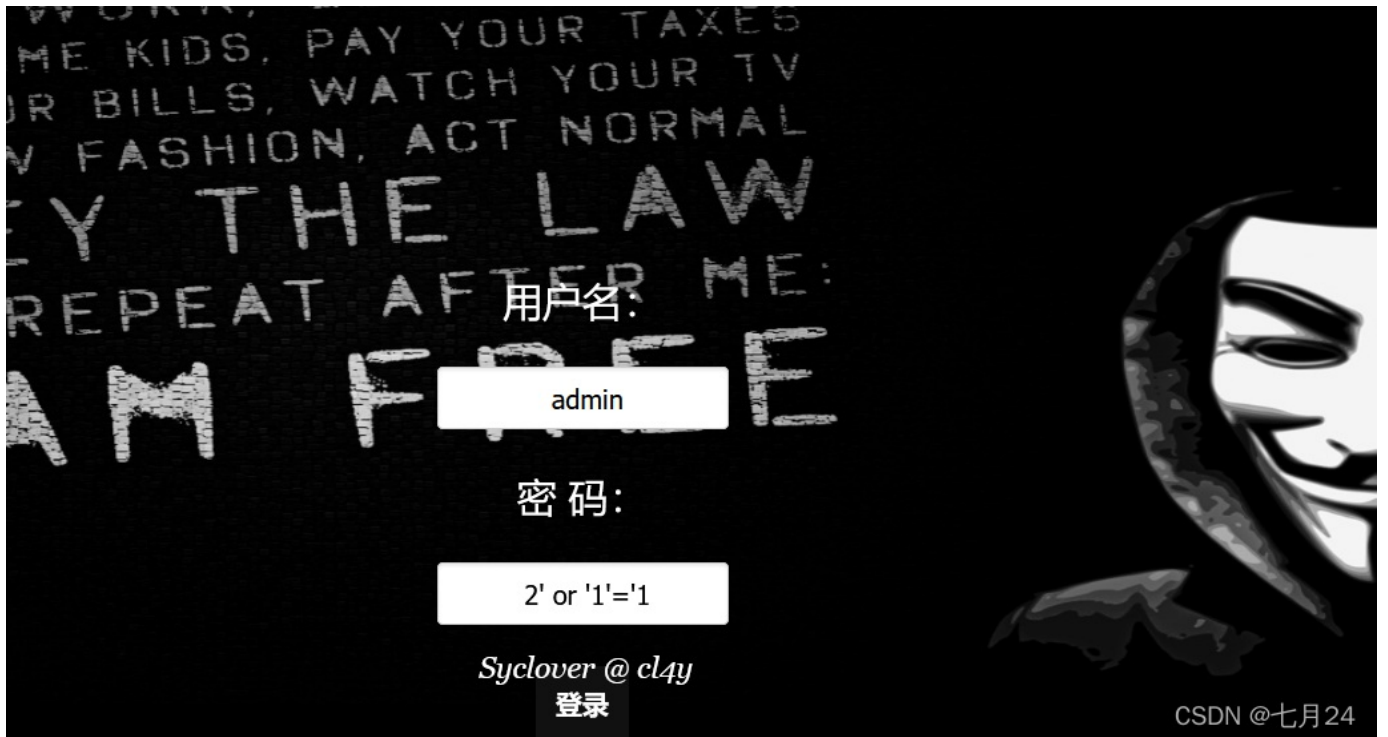 ME KIDS, PAY YOUR TAXES
BILLS, WATCH YOUR TV
FASHION, ACT NORMAL
THE LAW
REPEAT AFTER ME:
AM FREE
用户名：
admin
密 码：
2' or '1'='1
Syclover @ cl4y
登录
CSDN @七月24